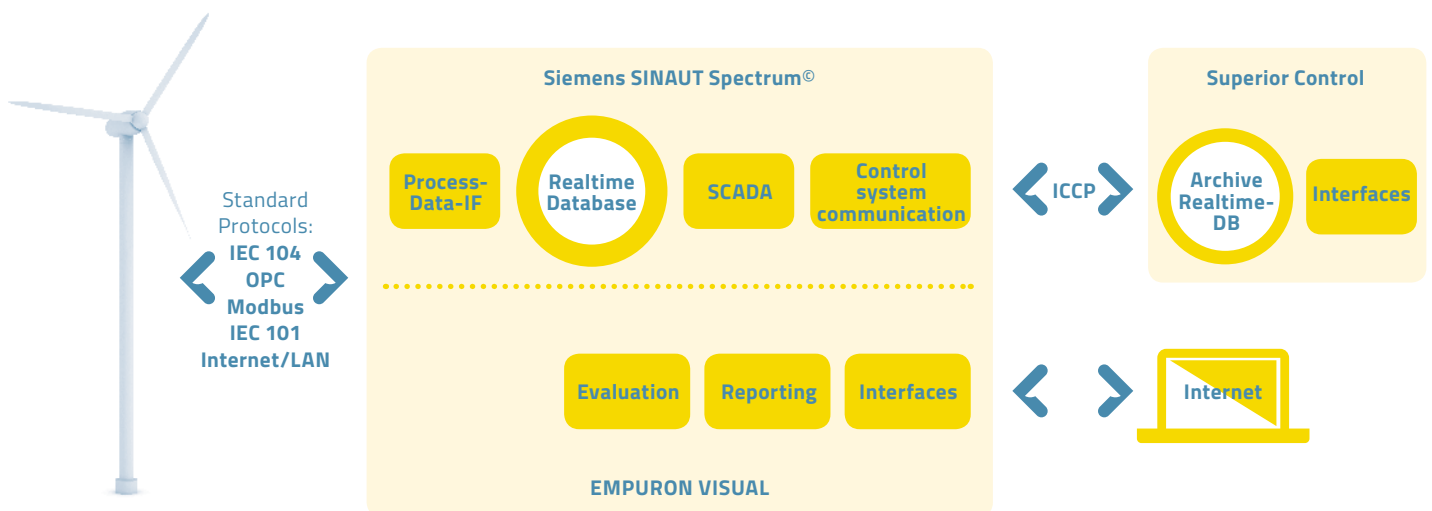 Standard
Protocols:
IEC 104
OPC
Modbus
IEC 101
Internet/LAN
Siemens SINAUT Spectrum©
Process-
Data-IF
Realtime
Database
SCADA
Control
system
communication
Evaluation
Reporting
Interfaces
EMPURON VISUAL
ICCP
Superior Control
Archive
Realtime-
DB
Interfaces
Internet